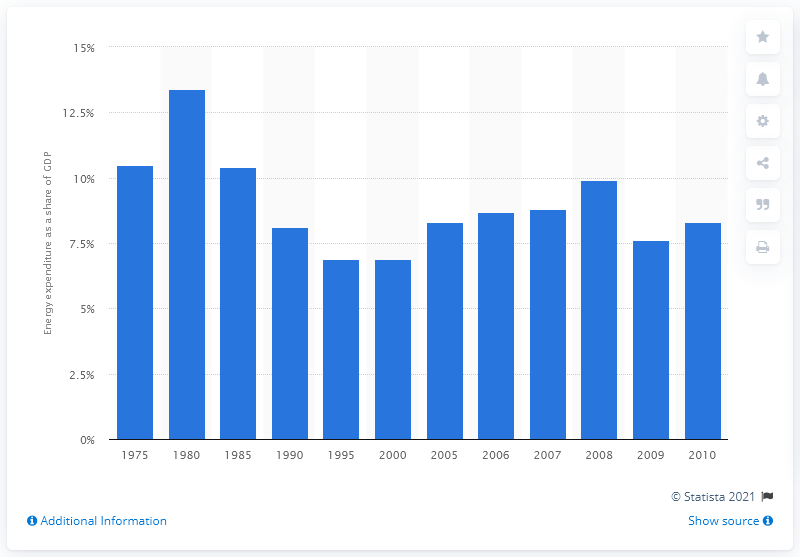 Energy expenditure as a share of GDP
15%
12.5%
10%
7.5%
5%
2.5%
0%
1975 1980 1985 1990 1995 2000 2005 2006 2007 2008 2009 2010
© Statista 2021
Additional Information
Show source